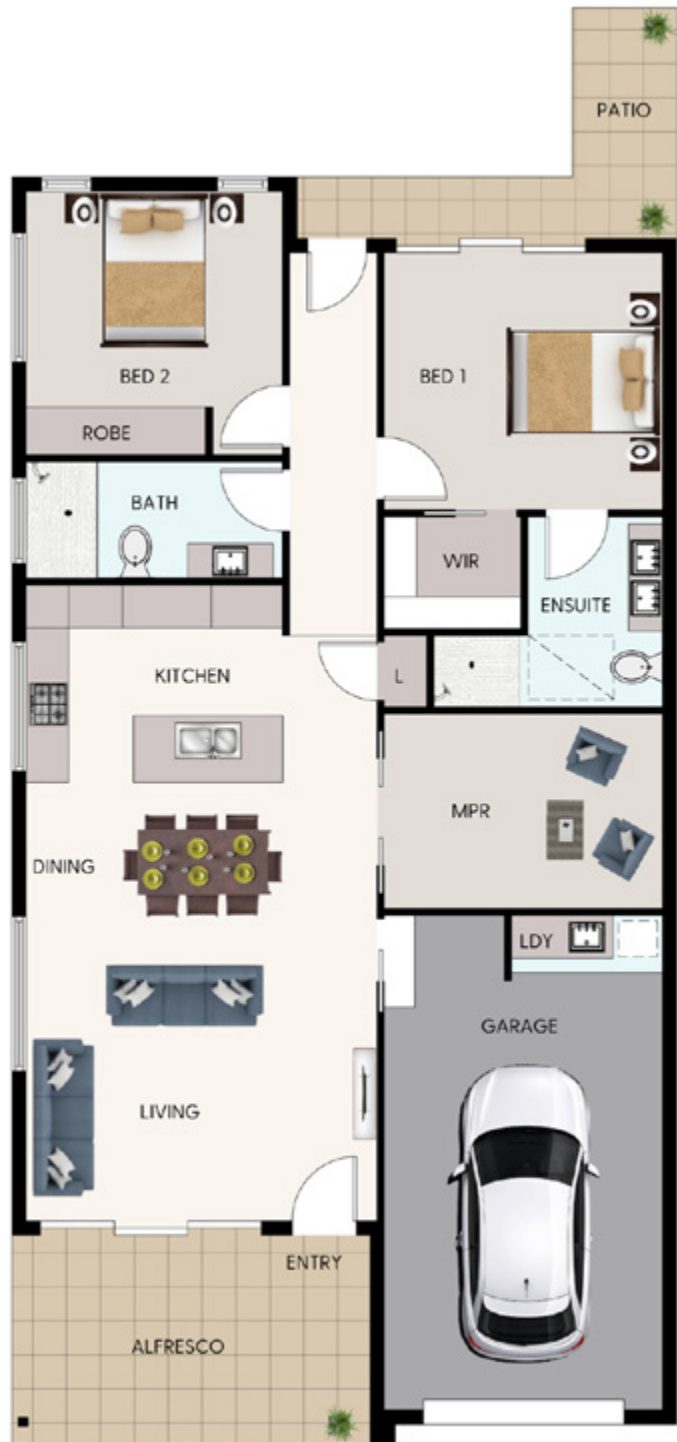 PATIO
BED 2
BED 1
ROBE
BATH
WIR
ENSUITE
KITCHEN
L
MPR
DINING
LDY
GARAGE
LIVING
ENTRY
ALFRESCO